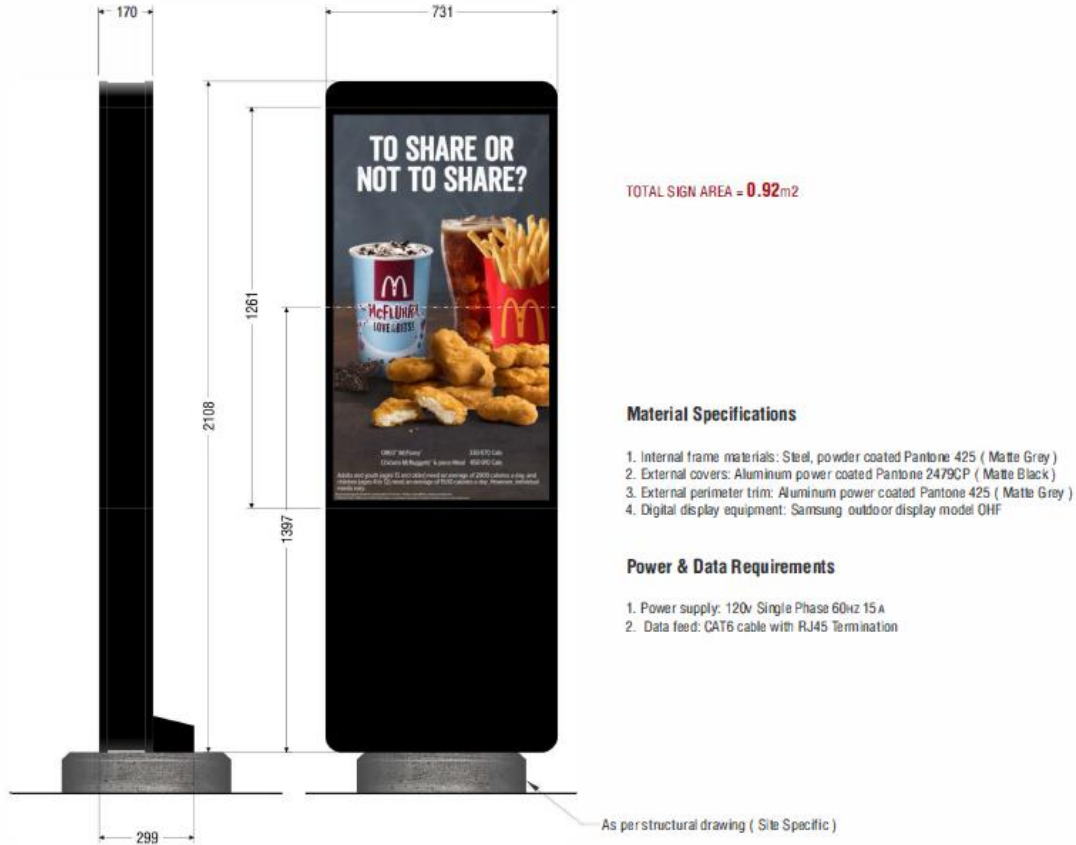 170
731
TO SHARE OR
NOT TO SHARE?
TOTAL SIGN AREA = 0.92m2
1261
McFLURRY
2108
1397
Material Specifications
1. Internal frame materials: Steel, powder coated Pantone 425 ( Matte Grey )
2. External covers: Aluminum power coated Pantone 2479CP ( Matte Black )
3. External perimeter trim: Aluminum power coated Pantone 425 ( Matte Grey )
4. Digital display equipment: Samsung outdoor display model OHF
Power & Data Requirements
1. Power supply: 120v Single Phase 60HZ 15A
2. Data feed: CAT6 cable with RJ45 Termination
As per structural drawing ( Site Specific )
299